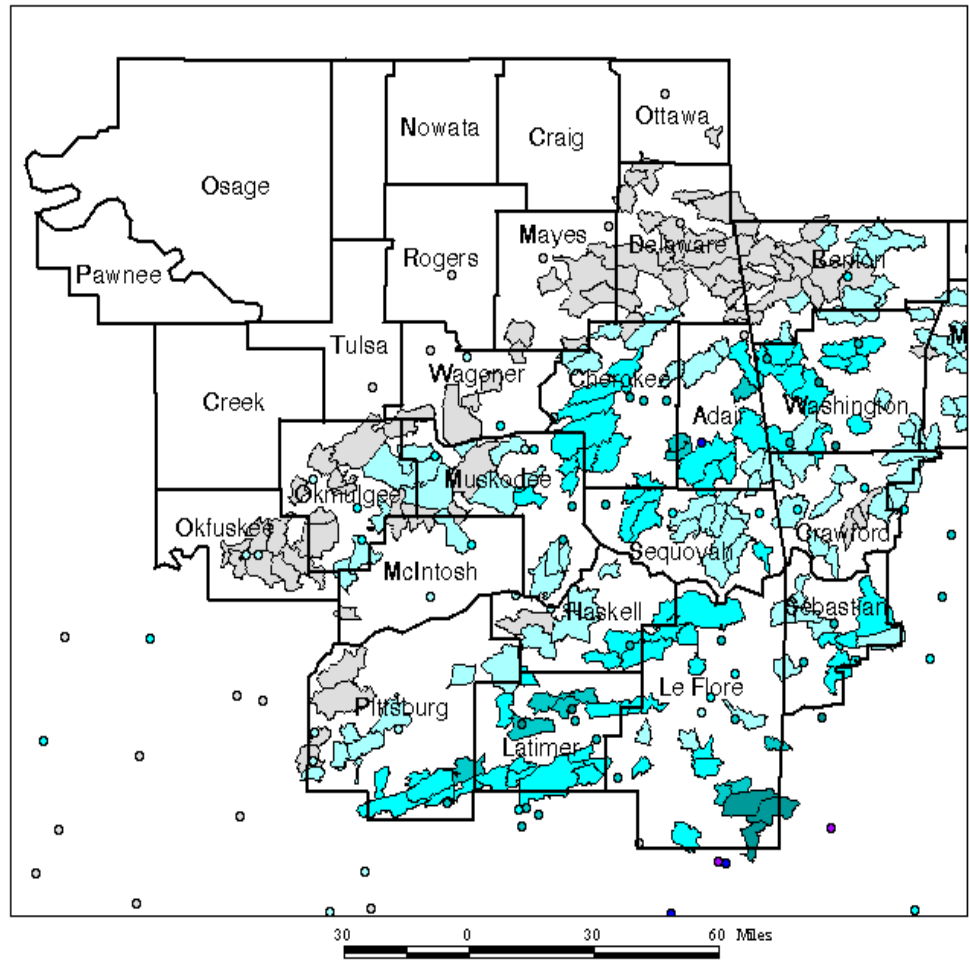 Ottawa
Nowata
Craig
Osage
Mayes
Delaware
Rogers
Benton
Pawnee
Tulsa
M
Wagoner
Cherokee
Creek
Adair
Washington
Okmulgee
Muskogee
Okfuskee
Crawford
Sequoyah
McIntosh
Haskell
Sebastian
Le Flore
Pittsburg
Latimer
30 0 30 60 Miles